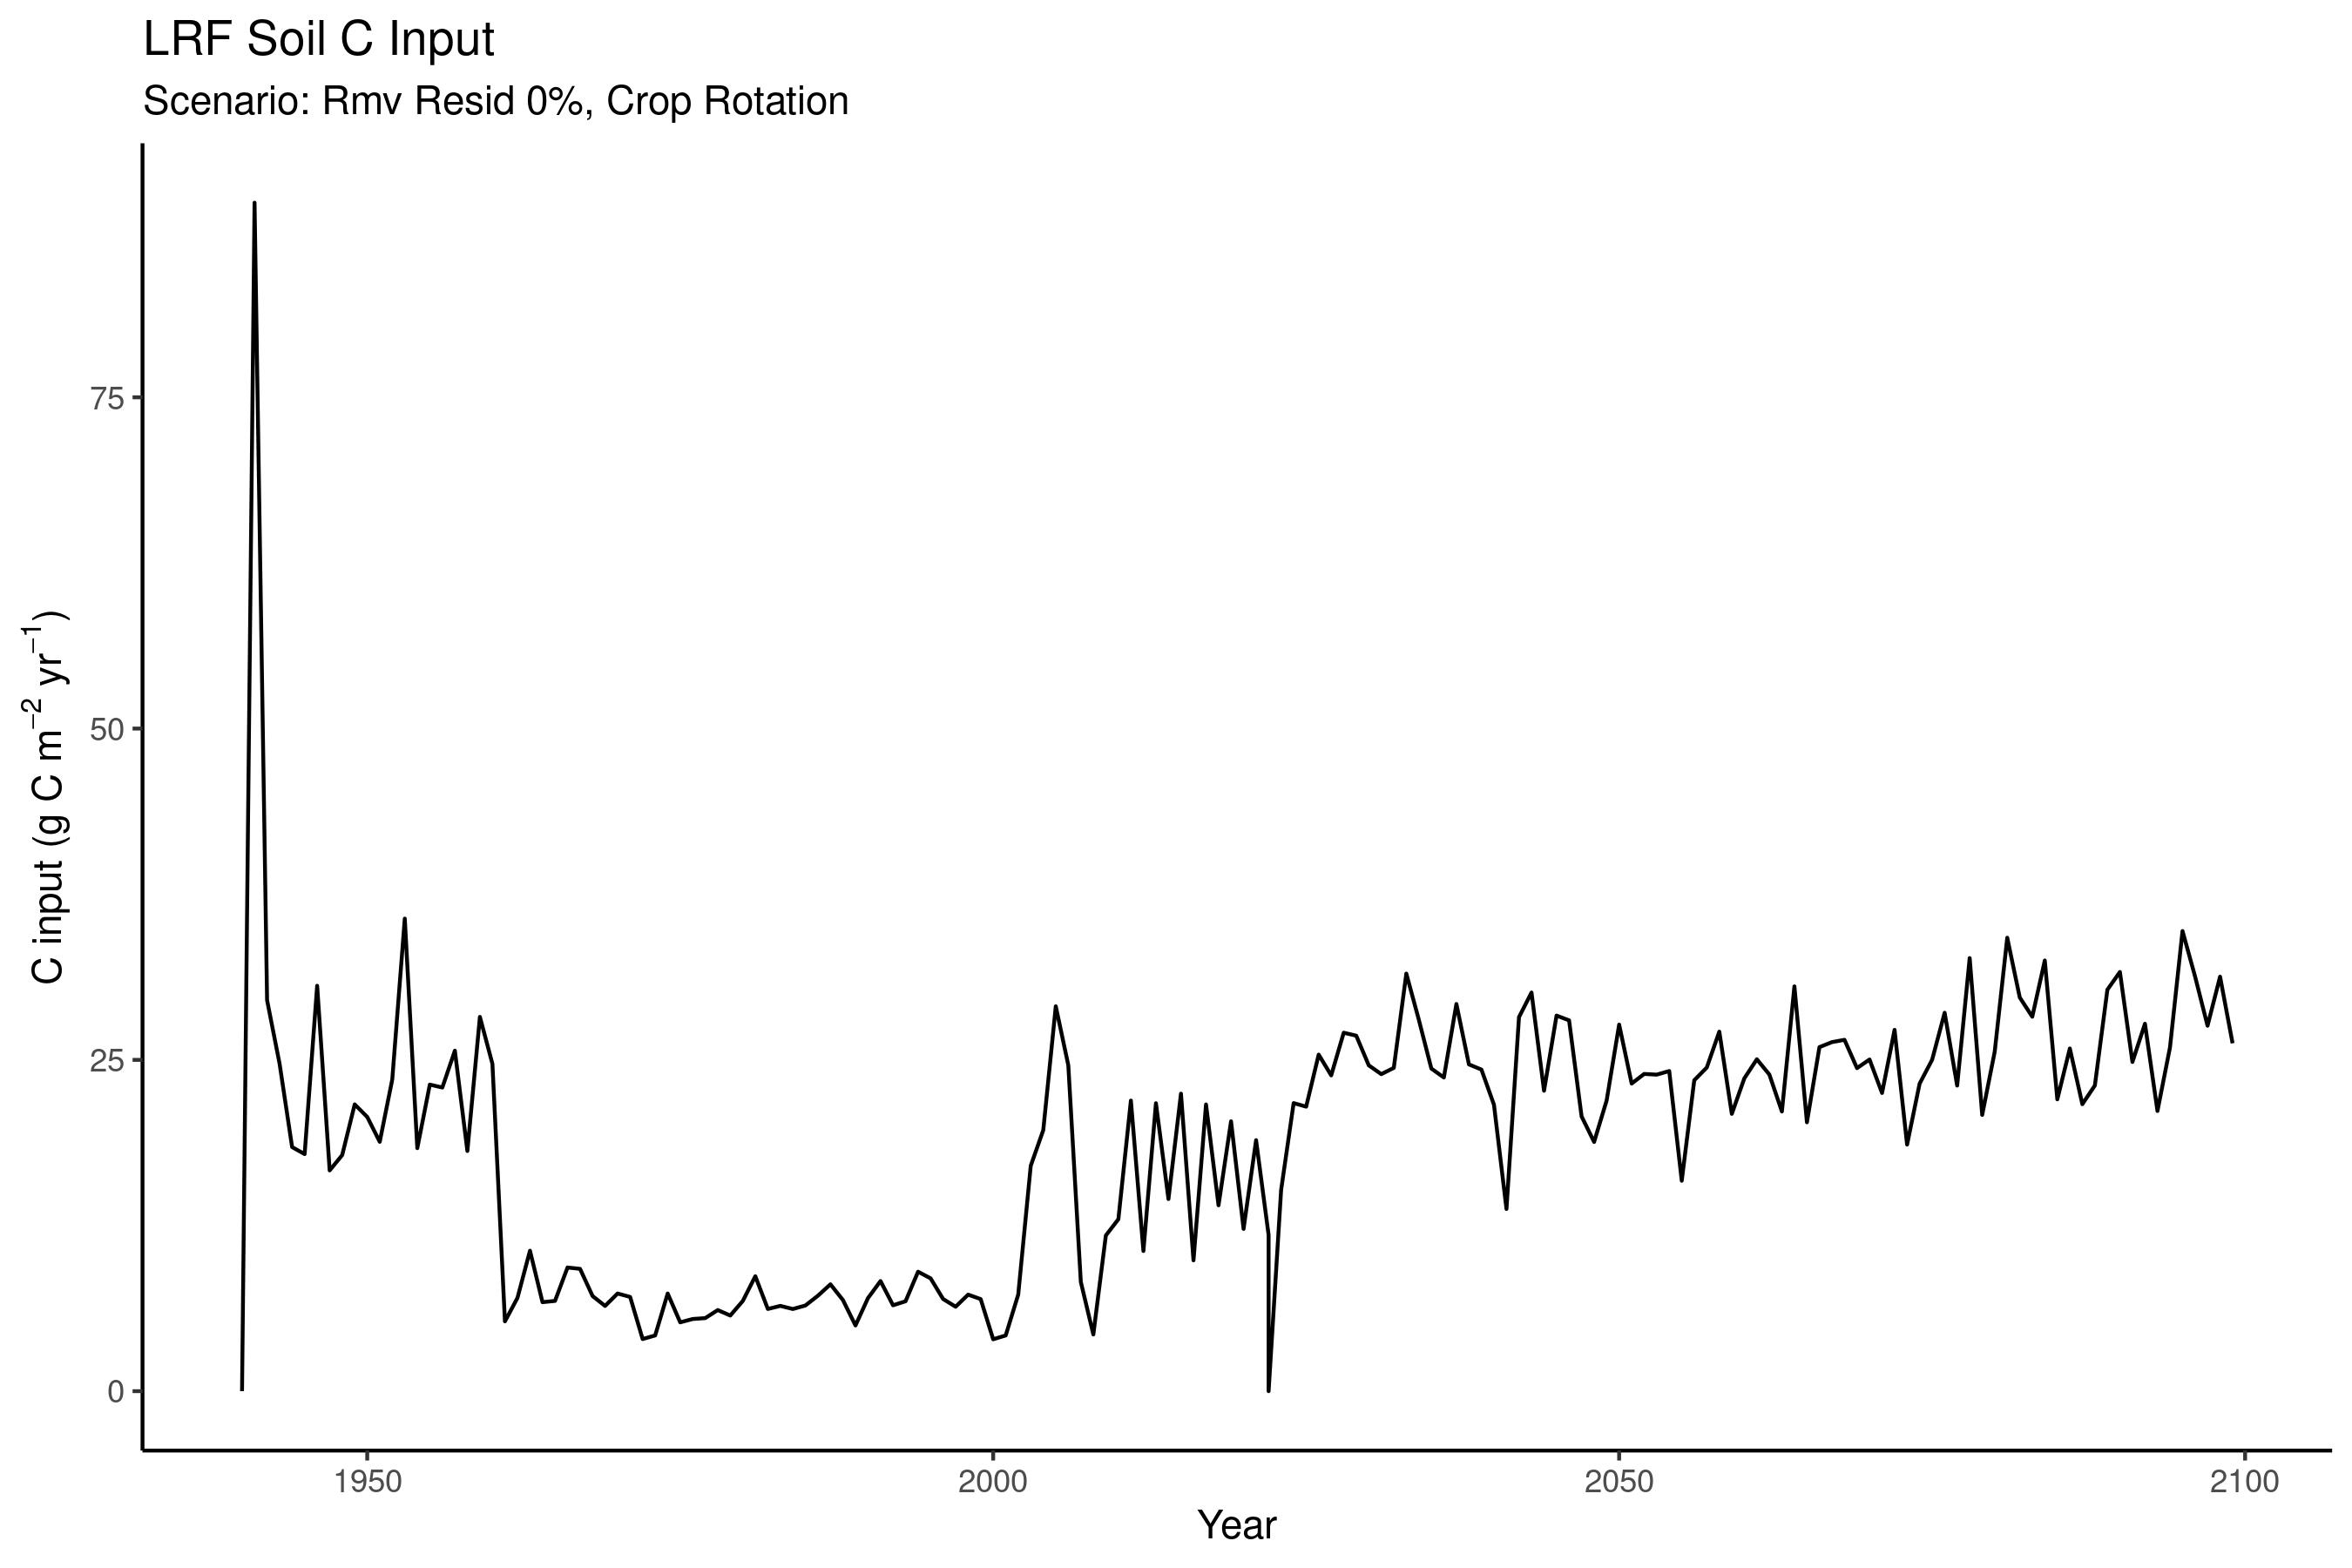 LRF Soil C Input
Scenario: Rmv Resid 0%, Crop Rotation
C input (g C m⁻² yr⁻¹)
75
50
25
0
1950 2000 2050 2100
Year